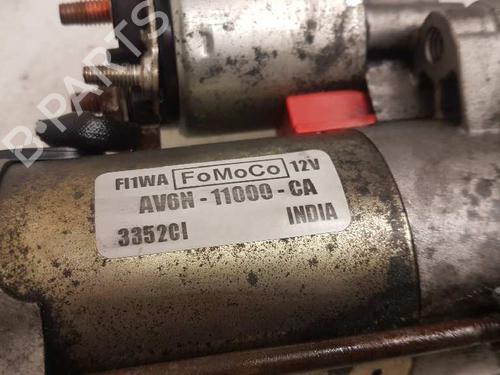 B-PARTS
FI1WA FoMoCo 12V
AV6N - 11000 - CA
3352CI INDIA